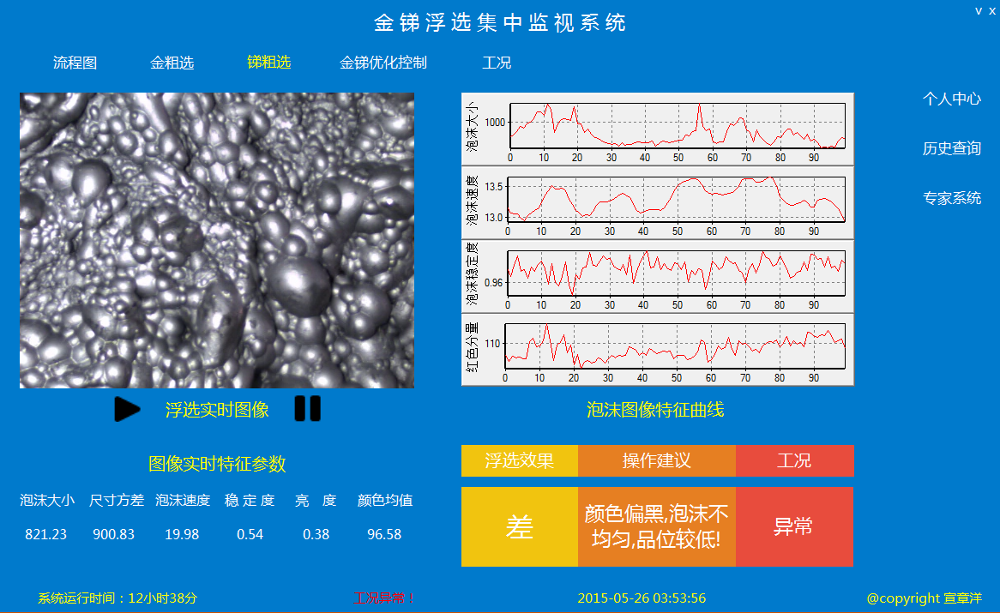 金锑浮选集中监视系统
v x
流程图 金粗选 锑粗选 金锑优化控制 工况
个人中心
历史查询
专家系统
泡沫大小
1000
0 10 20 30 40 50 60 70 80 90
泡沫速度
13.5
13.0
0 10 20 30 40 50 60 70 80 90
泡沫稳定度
0.96
0 10 20 30 40 50 60 70 80 90
红色分量
110
0 10 20 30 40 50 60 70 80 90
浮选实时图像
泡沫图像特征曲线
图像实时特征参数
泡沫大小 尺寸方差 泡沫速度 稳定度 亮 度 颜色均值
821.23 900.83 19.98 0.54 0.38 96.58
浮选效果 操作建议 工况
差
颜色偏黑,泡沫不
均匀,品位较低!
异常
系统运行时间：12小时38分
工况异常！
2015-05-26 03:53:56
@copyright 宣章洋